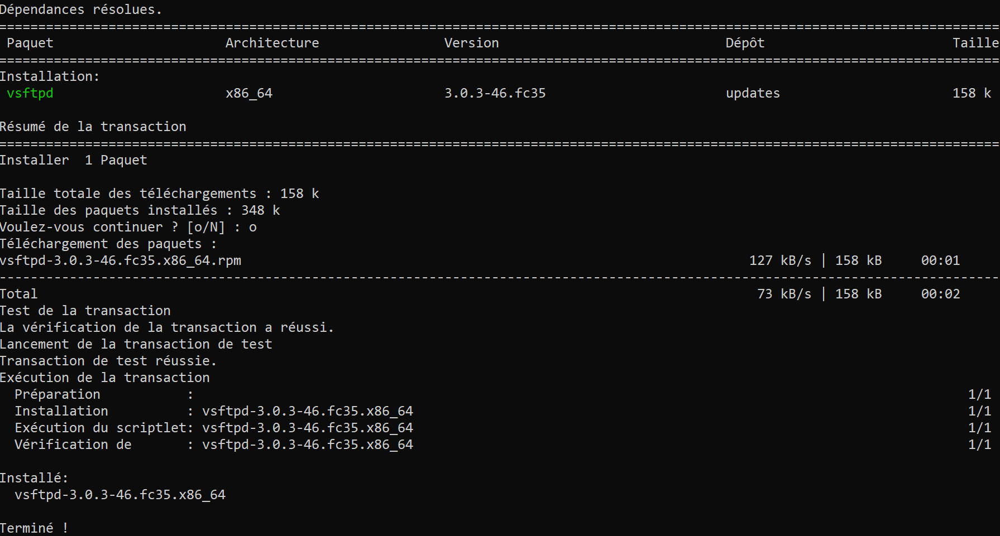 Dépendances résolues.
================================================================================================================================
Paquet Architecture Version Dépôt Taille
================================================================================================================================
Installation:
vsftpd x86_64 3.0.3-46.fc35 updates 158 k
Résumé de la transaction
================================================================================================================================
Installer 1 Paquet
Taille totale des téléchargements : 158 k
Taille des paquets installés : 348 k
Voulez-vous continuer ? [o/N] : o
Téléchargement des paquets :
vsftpd-3.0.3-46.fc35.x86_64.rpm 127 kB/s | 158 kB 00:01
--------------------------------------------------------------------------------------------------------------------------------
Total 73 kB/s | 158 kB 00:02
Test de la transaction
La vérification de la transaction a réussi.
Lancement de la transaction de test
Transaction de test réussie.
Exécution de la transaction
Préparation : 1/1
Installation : vsftpd-3.0.3-46.fc35.x86_64 1/1
Exécution du scriptlet: vsftpd-3.0.3-46.fc35.x86_64 1/1
Vérification de : vsftpd-3.0.3-46.fc35.x86_64 1/1
Installé:
vsftpd-3.0.3-46.fc35.x86_64
Terminé !